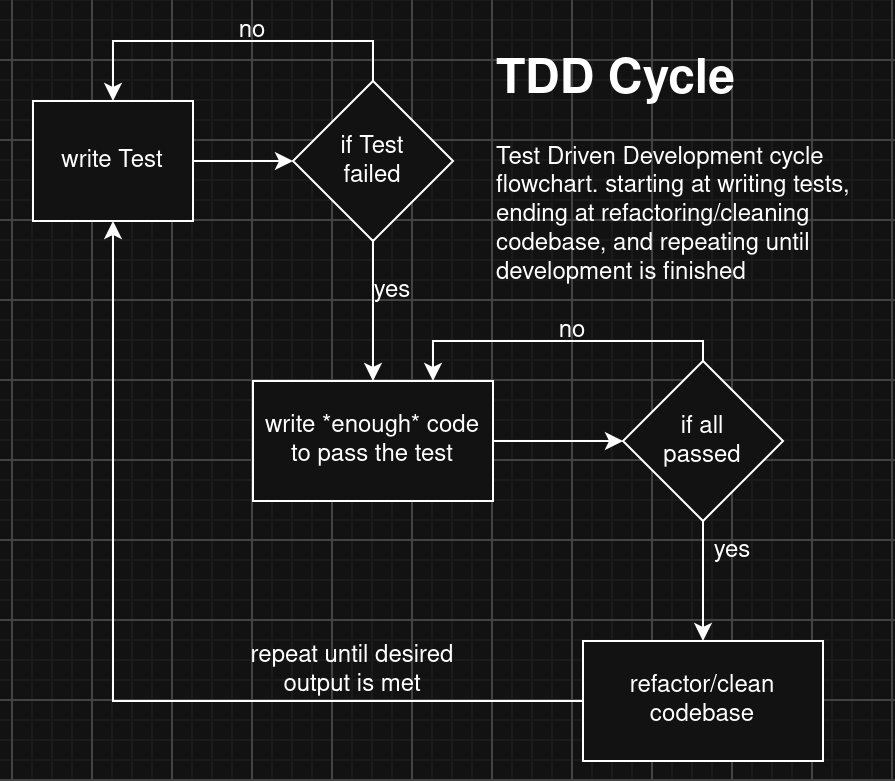 no
TDD Cycle
write Test
if Test
failed
Test Driven Development cycle
flowchart. starting at writing tests,
ending at refactoring/cleaning
codebase, and repeating until
development is finished
yes
no
write *enough* code
to pass the test
if all
passed
yes
repeat until desired
output is met
refactor/clean
codebase